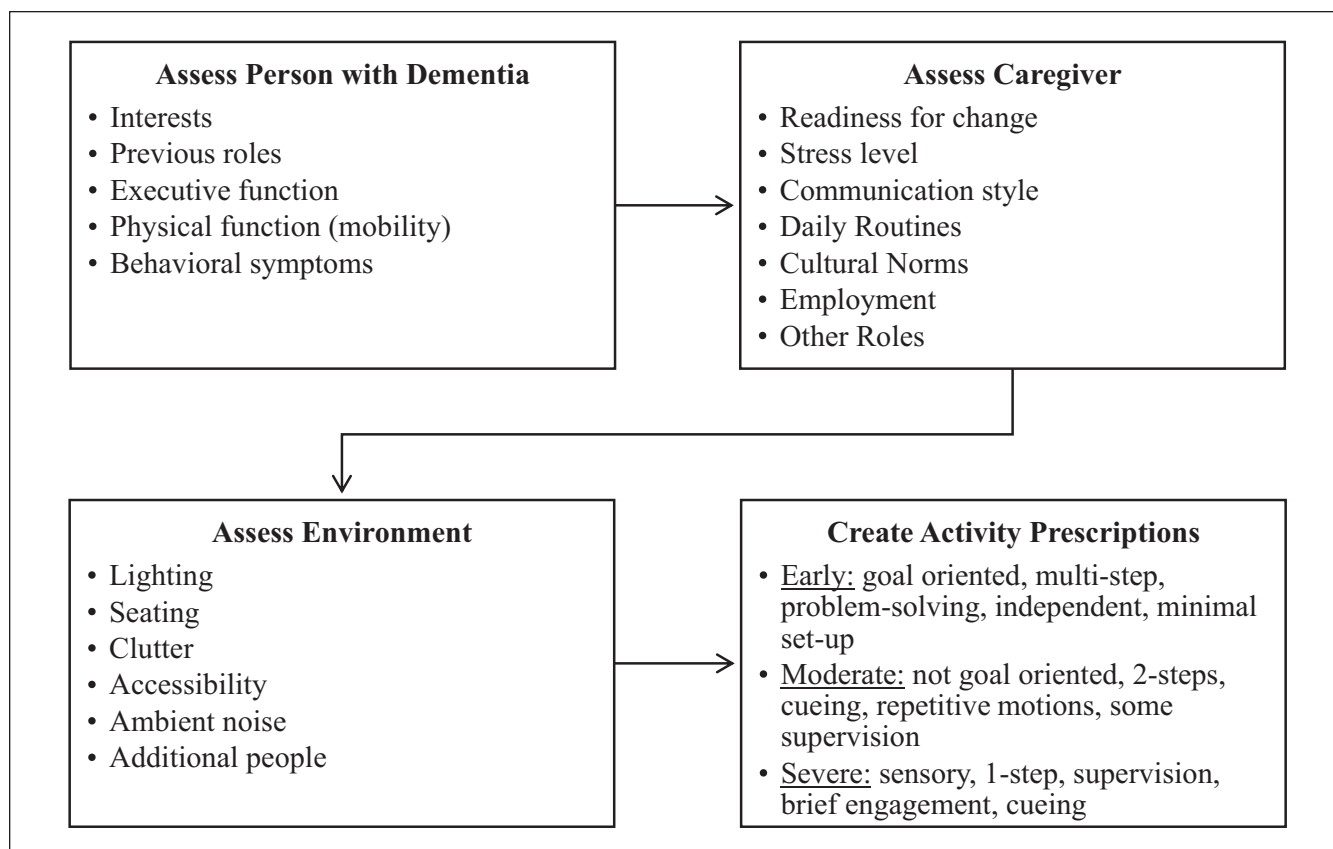 Assess Person with Dementia
• Interests
• Previous roles
• Executive function
• Physical function (mobility)
• Behavioral symptoms
Assess Caregiver
• Readiness for change
• Stress level
• Communication style
• Daily Routines
• Cultural Norms
• Employment
• Other Roles
Assess Environment
• Lighting
• Seating
• Clutter
• Accessibility
• Ambient noise
• Additional people
Create Activity Prescriptions
• Early: goal oriented, multi-step,
problem-solving, independent, minimal
set-up
• Moderate: not goal oriented, 2-steps,
cueing, repetitive motions, some
supervision
• Severe: sensory, 1-step, supervision,
brief engagement, cueing